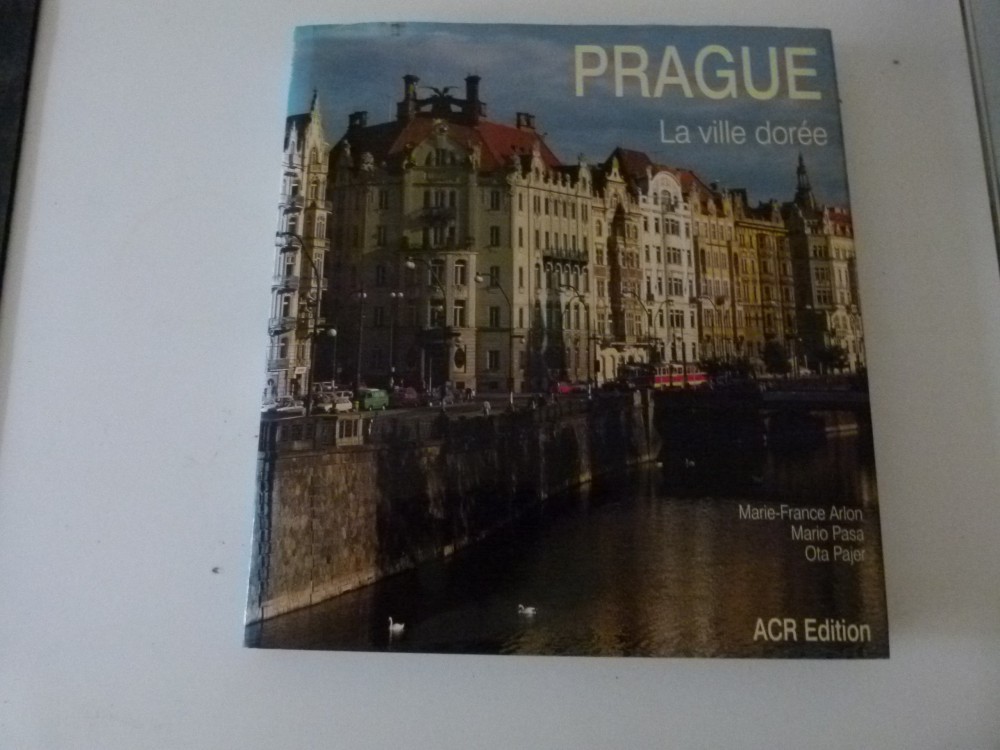 PRAGUE
La ville dorée
Marie-France Arlon
Mario Pasa
Ota Pajer
ACR Edition